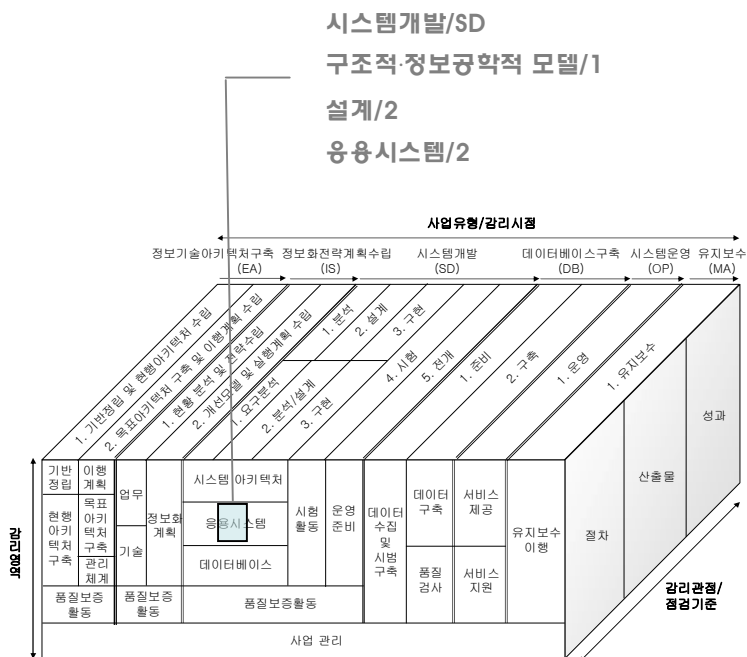 시스템개발/SD
구조적·정보공학적 모델/1
설계/2
응용시스템/2
사업유형/감리시점
정보기술아키텍처구축
(EA)
정보화전략계획수립
(IS)
시스템개발
(SD)
데이터베이스구축
(DB)
시스템운영
(OP)
유지보수
(MA)
1. 기반정립 및 현행아키텍처 수립
2. 목표아키텍처 구축 및 이행계획 수립
1. 현황 분석 및 전략수립
2. 개선모델 및 실행계획 수립
1. 분석
2. 설계
3. 구현
1. 요구분석
2. 분석/설계
3. 구현
4. 시험
5. 전개
1. 준비
2. 구축
1. 운영
1. 유지보수
감리영역
기반
정립
이행
계획
현행
아키
텍처
구축
목표
아키
텍처
구축
관리
체계
품질보증
활동
업무
기술
정보화
계획
품질보증
활동
시스템 아키텍처
응용시스템
데이터베이스
시험
활동
운영
준비
품질보증활동
데이터
수집
및
시범
구축
데이터
구축
품질
검사
서비스
제공
서비스
지원
유지보수
이행
사업 관리
절차
산출물
성과
감리관점/
점검기준